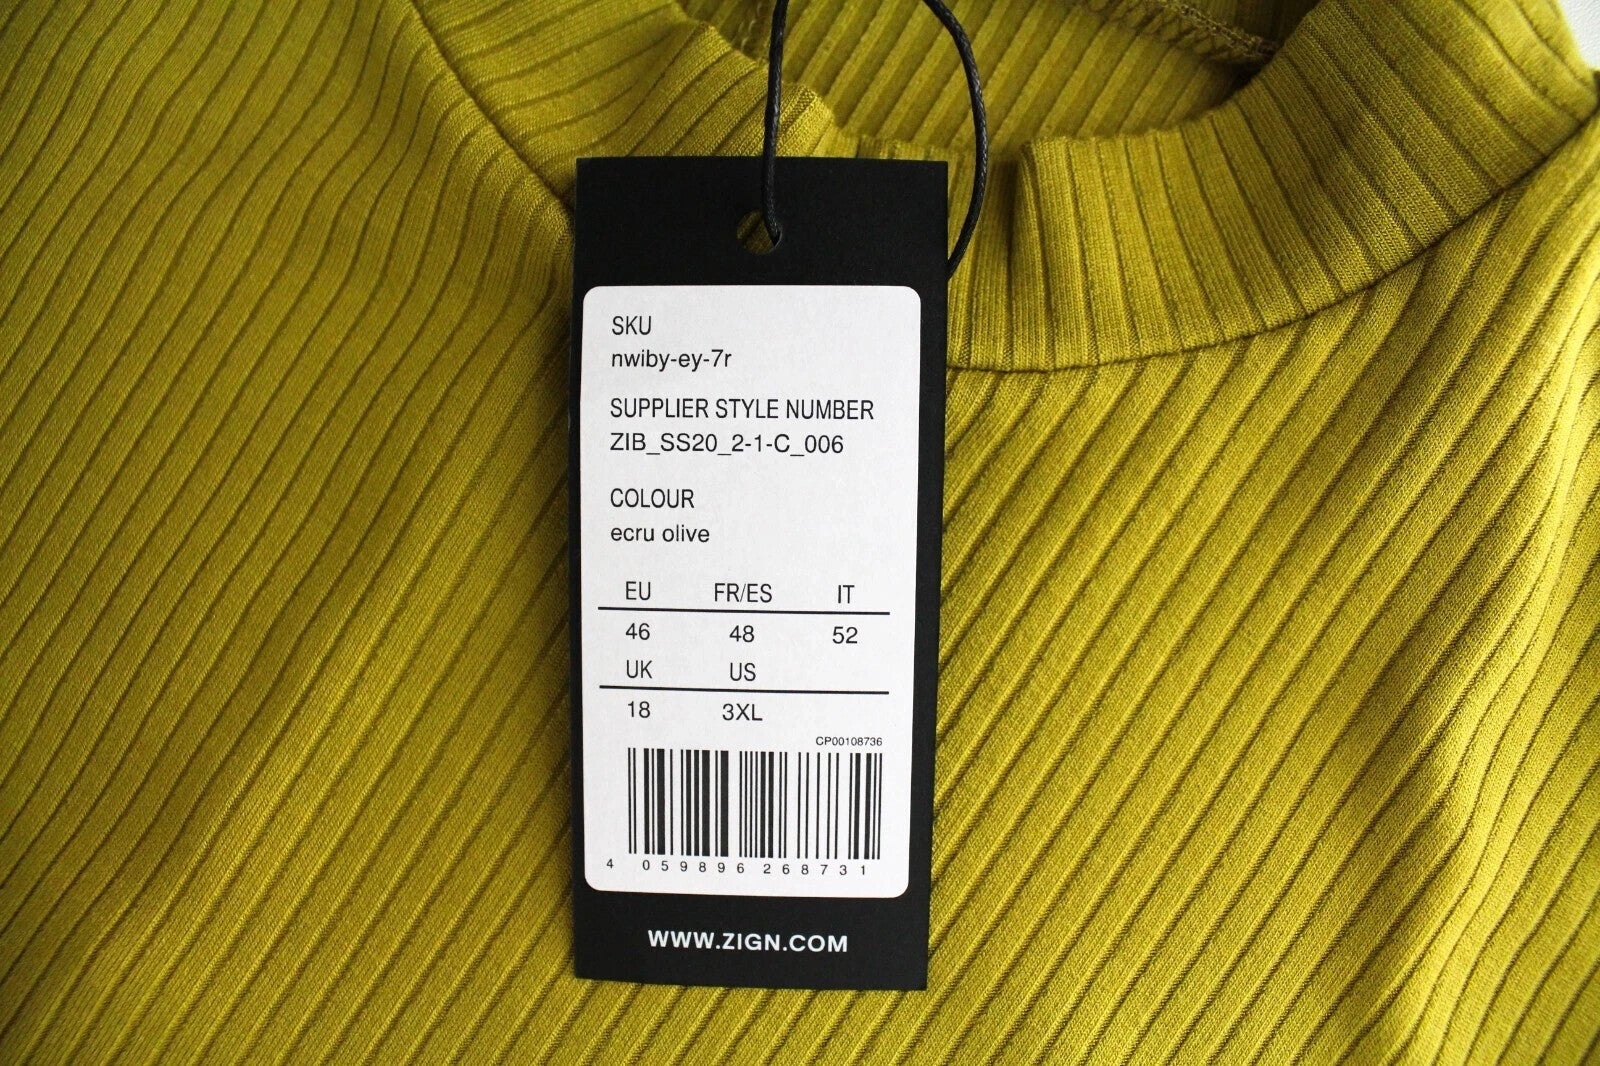 SKU
nwiby-ey-7r
SUPPLIER STYLE NUMBER
ZIB_SS20_2-1-C_006
COLOUR
ecru olive
EU FR/ES IT
46 48 52
UK US
18 3XL
CP00108736
4 059896 268731
WWW.ZIGN.COM